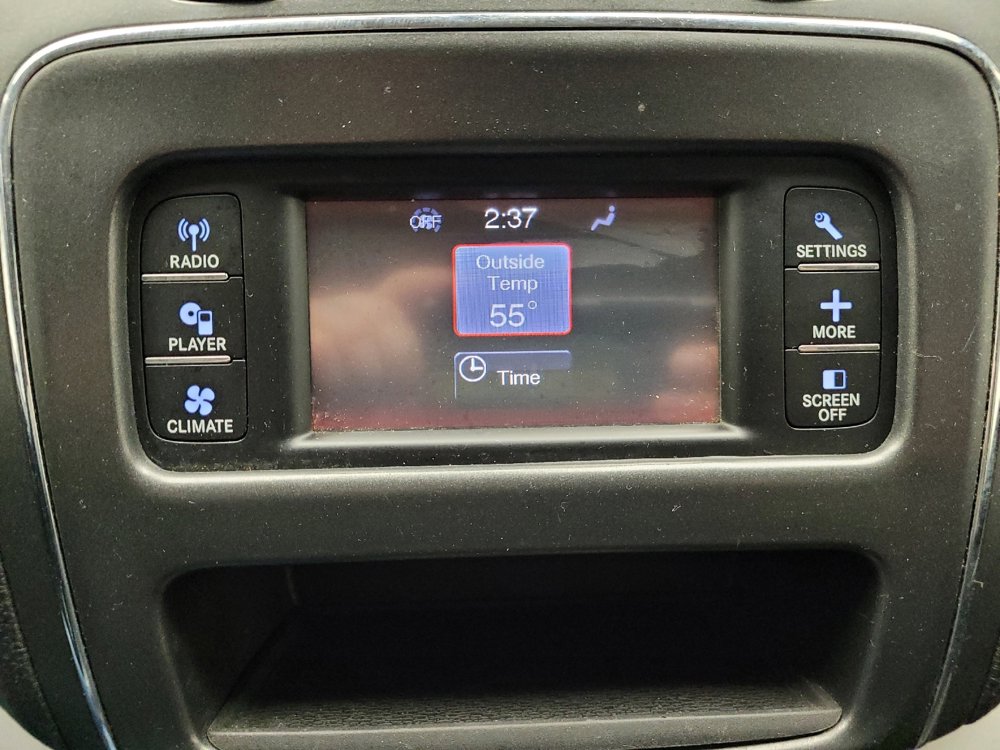 OFF 2:37
Outside
Temp
55°
Time
RADIO
PLAYER
CLIMATE
SETTINGS
MORE
SCREEN
OFF